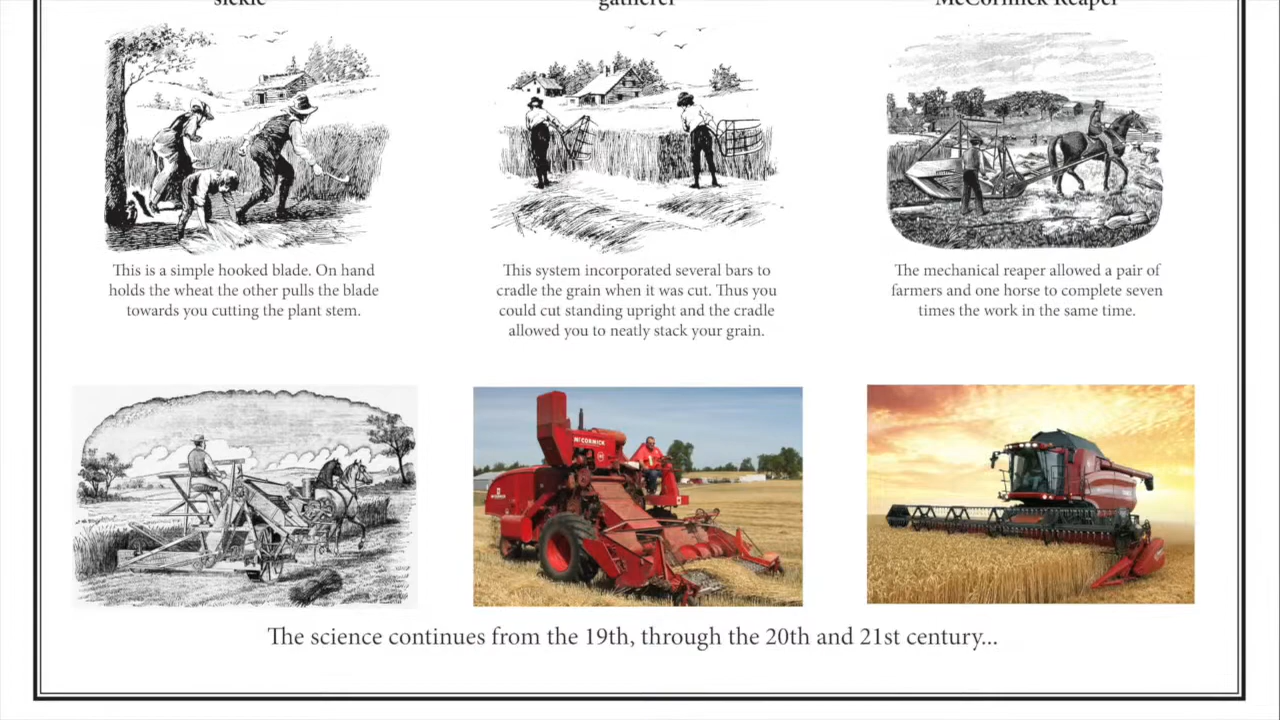 sickle
gatherer
McCormick Reaper
This is a simple hooked blade. On hand
holds the wheat the other pulls the blade
towards you cutting the plant stem.
This system incorporated several bars to
cradle the grain when it was cut. Thus you
could cut standing upright and the cradle
allowed you to neatly stack your grain.
The mechanical reaper allowed a pair of
farmers and one horse to complete seven
times the work in the same time.
McCORMICK
The science continues from the 19th, through the 20th and 21st century...